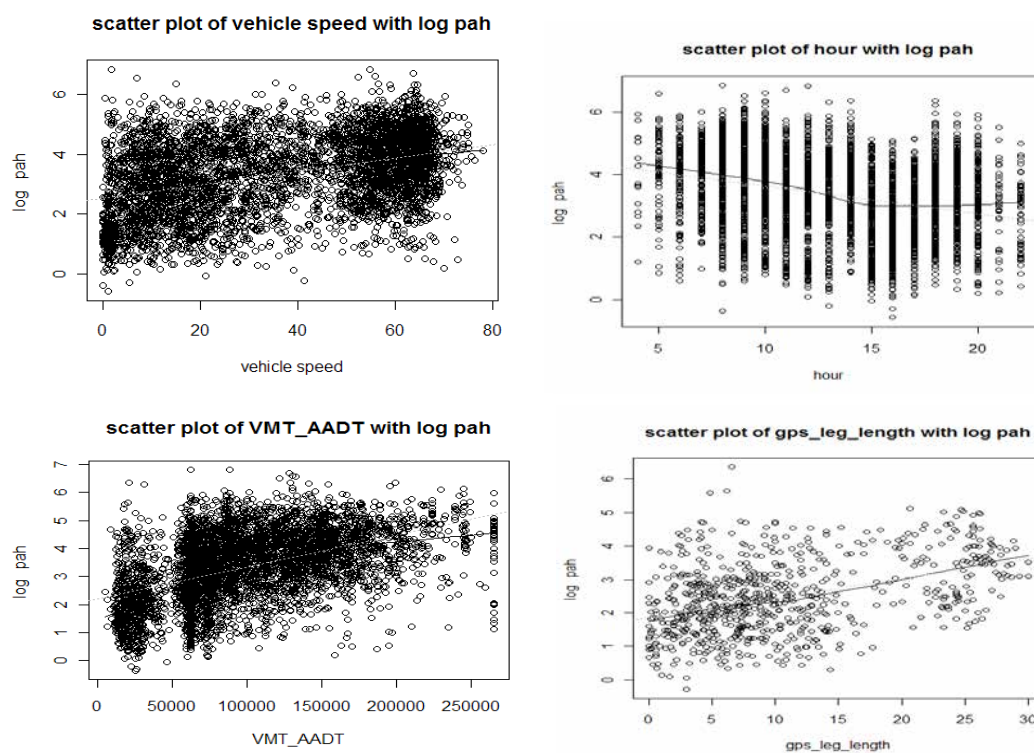 scatter plot of vehicle speed with log pah
log pah
6
4
2
0
0 20 40 60 80
vehicle speed
scatter plot of hour with log pah
log pah
6
4
2
0
5 10 15 20
hour
scatter plot of VMT_AADT with log pah
log pah
7
6
5
4
3
2
1
0
0 50000 100000 150000 200000 250000
VMT_AADT
scatter plot of gps_leg_length with log pah
log pah
6
5
4
3
2
1
0
0 5 10 15 20 25 30
gps_leg_length